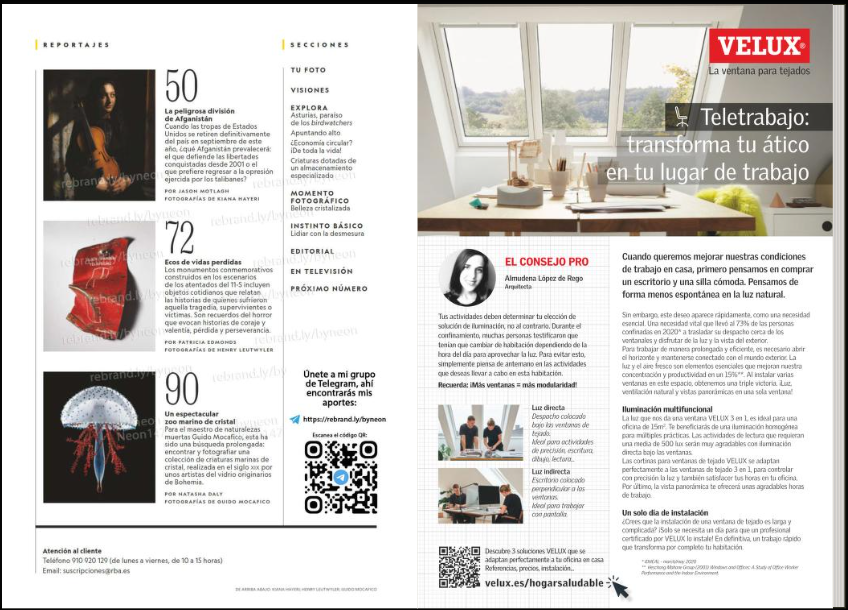 REPORTAJES
50
La peligrosa división
de Afganistán
Cuando las tropas de Estados
Unidos se retiren definitivamente
del país en septiembre de este
año, ¿qué Afganistán prevalecerá:
el que defiende las libertades
conquistadas desde 2001 o el
que prefiere regresar a la opresión
ejercida por los talibanes?
POR JASON MOTLAGH
FOTOGRAFÍAS DE KIANA HAYERI
72
Ecos de vidas perdidas
Los monumentos conmemorativos
construidos en los escenarios
de los atentados del 11-S incluyen
objetos cotidianos que relatan
las historias de quienes sufrieron
aquella tragedia, supervivientes o
víctimas. Son recuerdos del horror
que evocan historias de coraje y
valentía, pérdida y perseverancia.
POR PATRICIA EDMONDS
FOTOGRAFÍAS DE HENRY LEUTWYLER
90
Un espectacular
zoo marino de cristal
Para el maestro de naturalezas
muertas Guido Mocafico, esta ha
sido una búsqueda prolongada:
encontrar y fotografiar una
colección de criaturas marinas de
cristal, realizada en el siglo XIX por
unos artistas del vidrio originarios
de Bohemia.
POR NATASHA DALY
FOTOGRAFÍAS DE GUIDO MOCAFICO
SECCIONES
TU FOTO
VISIONES
EXPLORA
Asturias, paraíso
de los birdwatchers
Apuntando alto
¿Economía circular?
¡De toda la vida!
Criaturas dotadas de
un almacenamiento
especializado
MOMENTO
FOTOGRÁFICO
Belleza cristalizada
INSTINTO BÁSICO
Lidiar con la desmesura
EDITORIAL
EN TELEVISIÓN
PRÓXIMO NÚMERO
Únete a mi grupo
de Telegram, ahí
encontrarás mis
aportes:
https://rebrand.ly/byneon
Escanea el código QR:
rebrand.ly/byneon
Atención al cliente
Teléfono 910 920 129 (de lunes a viernes, de 10 a 15 horas)
Email: suscripciones@rba.es
DE ARRIBA ABAJO: KIANA HAYERI; HENRY LEUTWYLER; GUIDO MOCAFICO
VELUX
La ventana para tejados
Teletrabajo:
transforma tu ático
en tu lugar de trabajo
EL CONSEJO PRO
Almudena López de Rego
Arquitecta
Tus actividades deben determinar tu elección de
solución de iluminación, no al contrario. Durante el
confinamiento, muchas personas testificaron que
tenían que cambiar de habitación dependiendo de la
hora del día para aprovechar la luz. Para evitar esto,
simplemente piensa de antemano en las actividades
que deseas llevar a cabo en esta habitación.
Recuerda: ¡Más ventanas = más modularidad!
Luz directa
Despacho colocado
bajo las ventanas de
tejado.
Ideal para actividades
de precisión, escritura,
dibujo, lectura..
Luz indirecta
Escritorio colocado
perpendicular a las
ventanas.
Ideal para trabajar
con pantalla.
Descubre 3 soluciones VELUX que se
adaptan perfectamente a tu oficina en casa
Referencias, precios, instalación..
velux.es/hogarsaludable
Cuando queremos mejorar nuestras condiciones
de trabajo en casa, primero pensamos en comprar
un escritorio y una silla cómoda. Pensamos de
forma menos espontánea en la luz natural.
Sin embargo, este deseo aparece rápidamente, como una necesidad
esencial. Una necesidad vital que llevó al 73% de las personas
confinadas en 2020* a trasladar su despacho cerca de las
ventanales y disfrutar de la luz y la vista del exterior.
Para trabajar de manera prolongada y eficiente, es necesario abrir
el horizonte y mantenerse conectado con el mundo exterior. La
luz y el aire fresco son elementos esenciales que mejoran nuestra
concentración y productividad en un 15%**. Al instalar varias
ventanas en este espacio, obtenemos una triple victoria. ¡Luz,
ventilación natural y vistas panorámicas en una sola ventana!
Iluminación multifuncional
La luz que nos da una ventana VELUX 3 en 1, es ideal para una
oficina de 15m². Te beneficiarás de una iluminación homogénea
para múltiples prácticas. Las actividades de lectura que requieran
una media de 500 lux serán muy agradables con iluminación
directa bajo las ventanas.
Las cortinas para ventanas de tejado VELUX se adaptan
perfectamente a las ventanas de tejado 3 en 1, para controlar
con precisión la luz y también satisfacer tus horas en tu oficina.
Por último, la vista panorámica te ofrecerá unas agradables horas
de trabajo.
Un solo día de instalación
¿Crees que la instalación de una ventana de tejado es larga y
complicada? ¡Solo se necesita un día para que un profesional
certificado por VELUX lo instale! En definitiva, un trabajo rápido
que transforma por completo tu habitación.